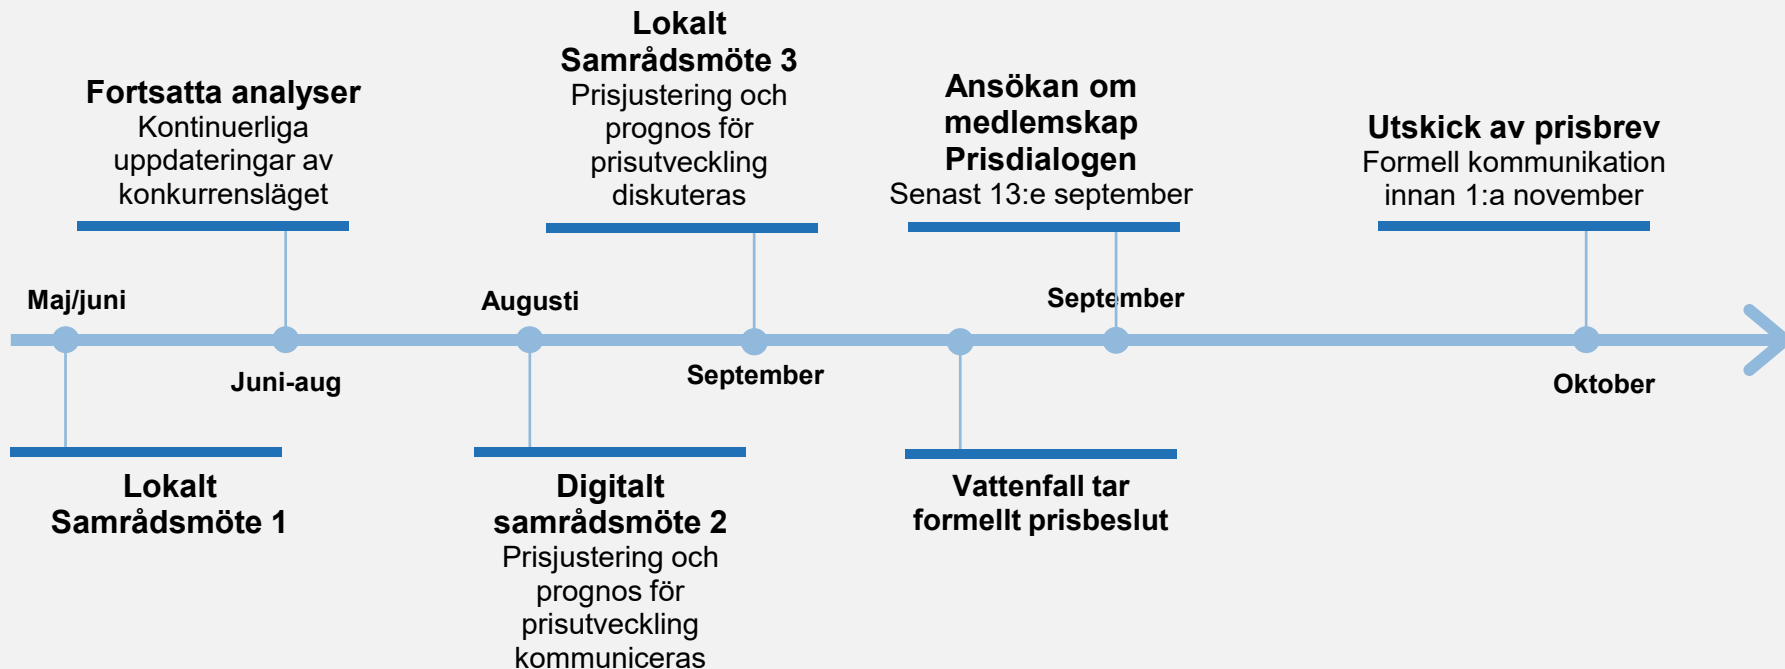 Fortsatta analyser
Kontinuerliga
uppdateringar av
konkurrensläget
Lokalt
Samrådsmöte 3
Prisjustering och
prognos för
prisutveckling
diskuteras
Ansökan om
medlemskap
Prisdialogen
Senast 13:e september
Utskick av prisbrev
Formell kommunikation
innan 1:a november
Maj/juni
Augusti
September
Juni-aug
September
Oktober
Lokalt
Samrådsmöte 1
Digitalt
samrådsmöte 2
Prisjustering och
prognos för
prisutveckling
kommuniceras
Vattenfall tar
formellt prisbeslut